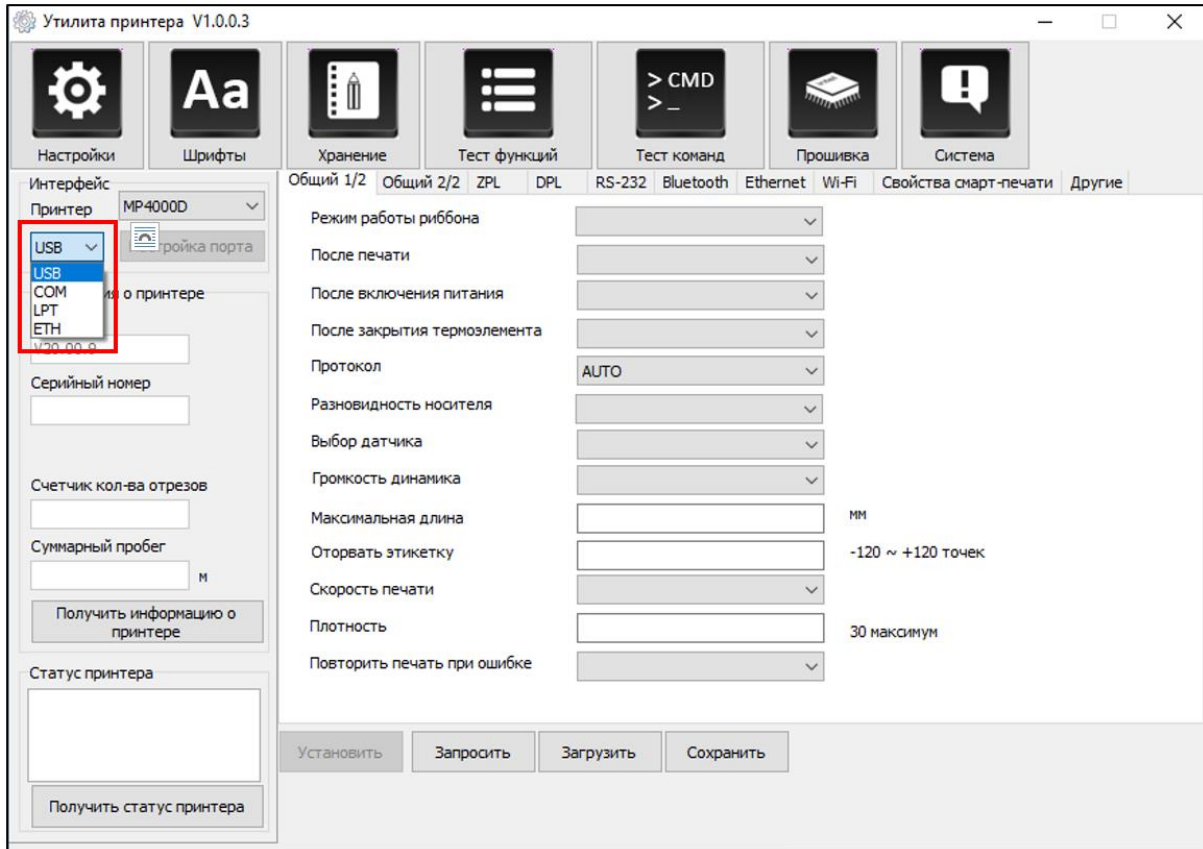 Утилита принтера V1.0.0.3
Aa
> CMD
>_
Настройки
Шрифты
Хранение
Тест функций
Тест команд
Прошивка
Система
Интерфейс
Принтер
MP4000D
USB
порта
USB
COM
LPT
ETH
о принтере
V20.00.9
Серийный номер
Счетчик кол-ва отрезов
Суммарный пробег
м
Получить информацию о
принтере
Статус принтера
Получить статус принтера
Общий 1/2
Общий 2/2
ZPL
DPL
RS-232
Bluetooth
Ethernet
Wi-Fi
Свойства смарт-печати
Другие
Режим работы риббона
После печати
После включения питания
После закрытия термоэлемента
Протокол
AUTO
Разновидность носителя
Выбор датчика
Громкость динамика
Максимальная длина
мм
Оторвать этикетку
-120 ~ +120 точек
Скорость печати
Плотность
30 максимум
Повторить печать при ошибке
Установить
Запросить
Загрузить
Сохранить